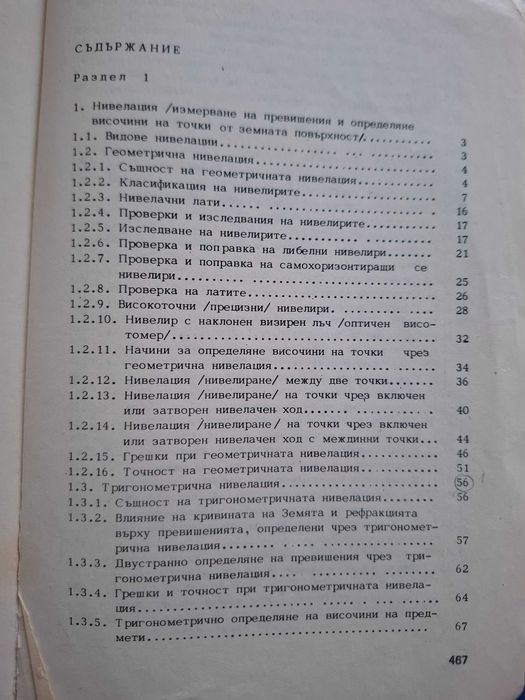 СЪДЪРЖАНИЕ
Раздел 1
1. Нивелация /измерване на превишения и определяне
височини на точки от земната повърхност/........... 3
1.1. Видове нивелации............... ... ........... 3
1.2. Геометрична нивелация.......................... 4
1.2.1. Същност на геометричната нивелация........... 4
1.2.2. Класификация на нивелирите................... 7
1.2.3. Нивелачни лати...... ........................ 16
1.2.4. Проверки и изследвания на нивелирите......... 17
1.2.5. Изследване на нивелирите..................... 17
1.2.6. Проверка и поправка на либелни нивелири...... 21
1.2.7. Проверка и поправка на самохоризонтиращи се
нивелири............................... 25
1.2.8. Проверка на латите........................... 26
1.2.9. Високоточни /прецизни/ нивелири.............. 28
1.2.10. Нивелир с наклонен визирен лъч /оптичен висо-
томер/...................................... 32
1.2.11. Начини за определяне височини на точки чрез
геометрична нивелация....................... 34
1.2.12. Нивелация /нивелиране/ между две точки...... 36
1.2.13. Нивелация /нивелиране/ на точки чрез включен
или затворен нивелачен ход.................. 40
1.2.14. Нивелация /нивелиране/ на точки чрез включен
или затворен нивелачен ход с междинни точки... 44
1.2.15. Грешки при геометричната нивелация.......... 46
1.2.16. Точност на геометричната нивелация.......... 51
1.3. Тригонометрична нивелация...................... 56
1.3.1. Същност на тригонометричната нивелация....... 56
1.3.2. Влияние на кривината на Земята и рефракцията
върху превишенията, определени чрез тригономет-
рична нивелация............................. 57
1.3.3. Двустранно определяне на превишения чрез три-
гонометрична нивелация...................... 62
1.3.4. Грешки и точност при тригонометричната нивела-
ция......................................... 64
1.3.5. Тригонометрично определяне на височини на пред-
мети........................................ 67
467